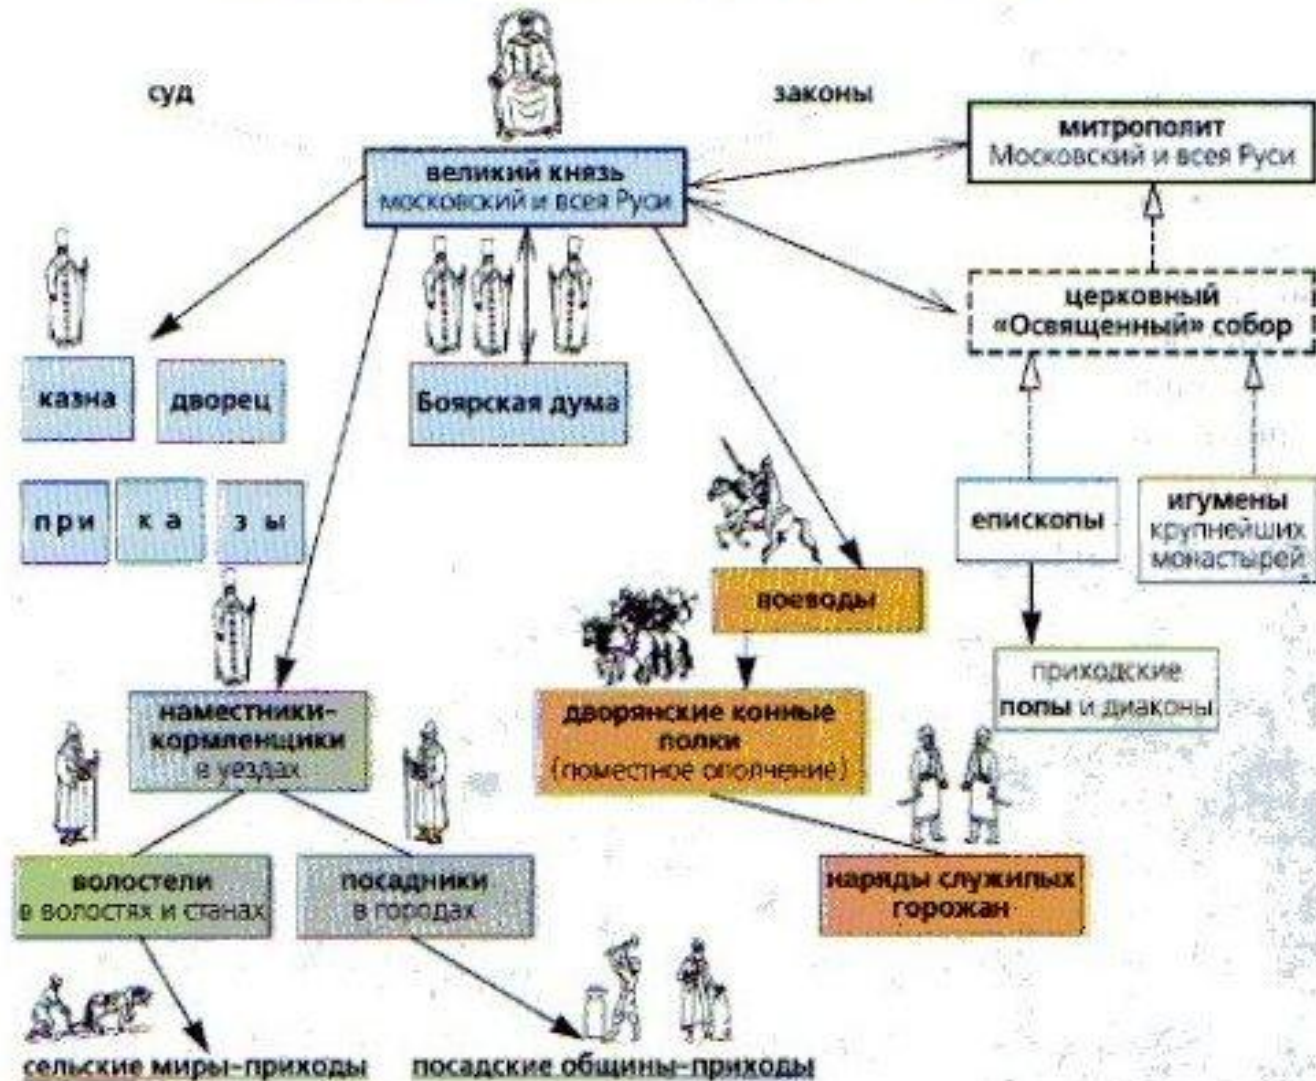 суд
законы
великий князь
московский и всея Руси
митрополит
Московский и всея Руси
церковный
«Освященный» собор
казна
дворец
Боярская дума
при ка зы
епископы
игумены
крупнейших
монастырей
воеводы
приходские
попы и диаконы
наместники-
кормленщики
в уездах
дворянские конные
полки
(поместное ополчение)
волостели
в волостях и станах
посадники
в городах
наряды служилых
горожан
сельские миры-приходы
посадские общины-приходы